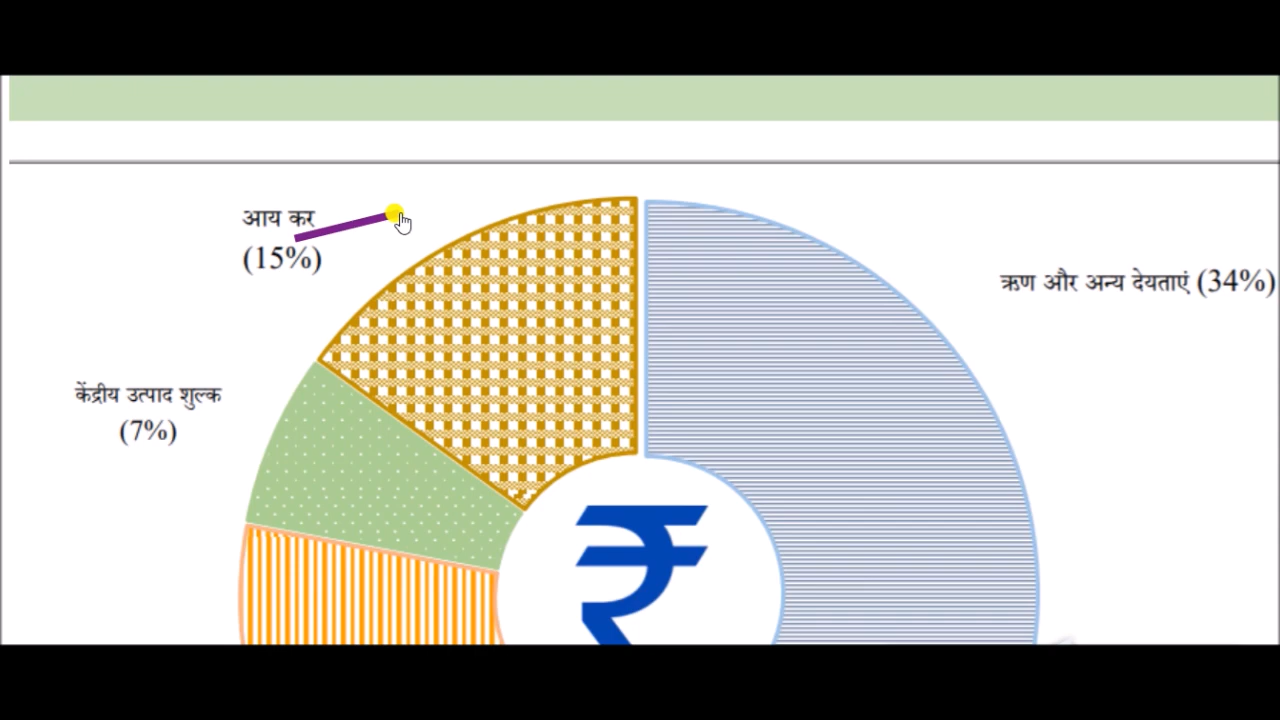 आय कर
(15%)
ऋण और अन्य देयताएं (34%)
केंद्रीय उत्पाद शुल्क
(7%)
₹